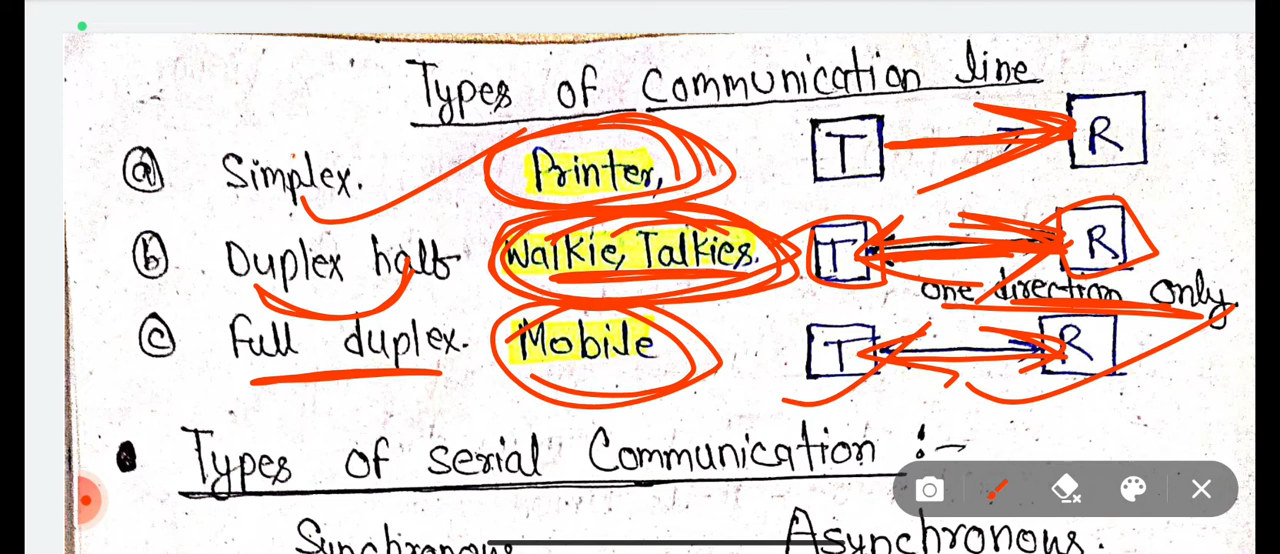 Types of Communication line
ⓐ Simplex. Printer, T R
ⓑ Duplex half Walkie, Talkies. T R
one direction only.
ⓒ Full duplex. Mobile T R
• Types of serial Communication :-
Synchronous Asynchronous.